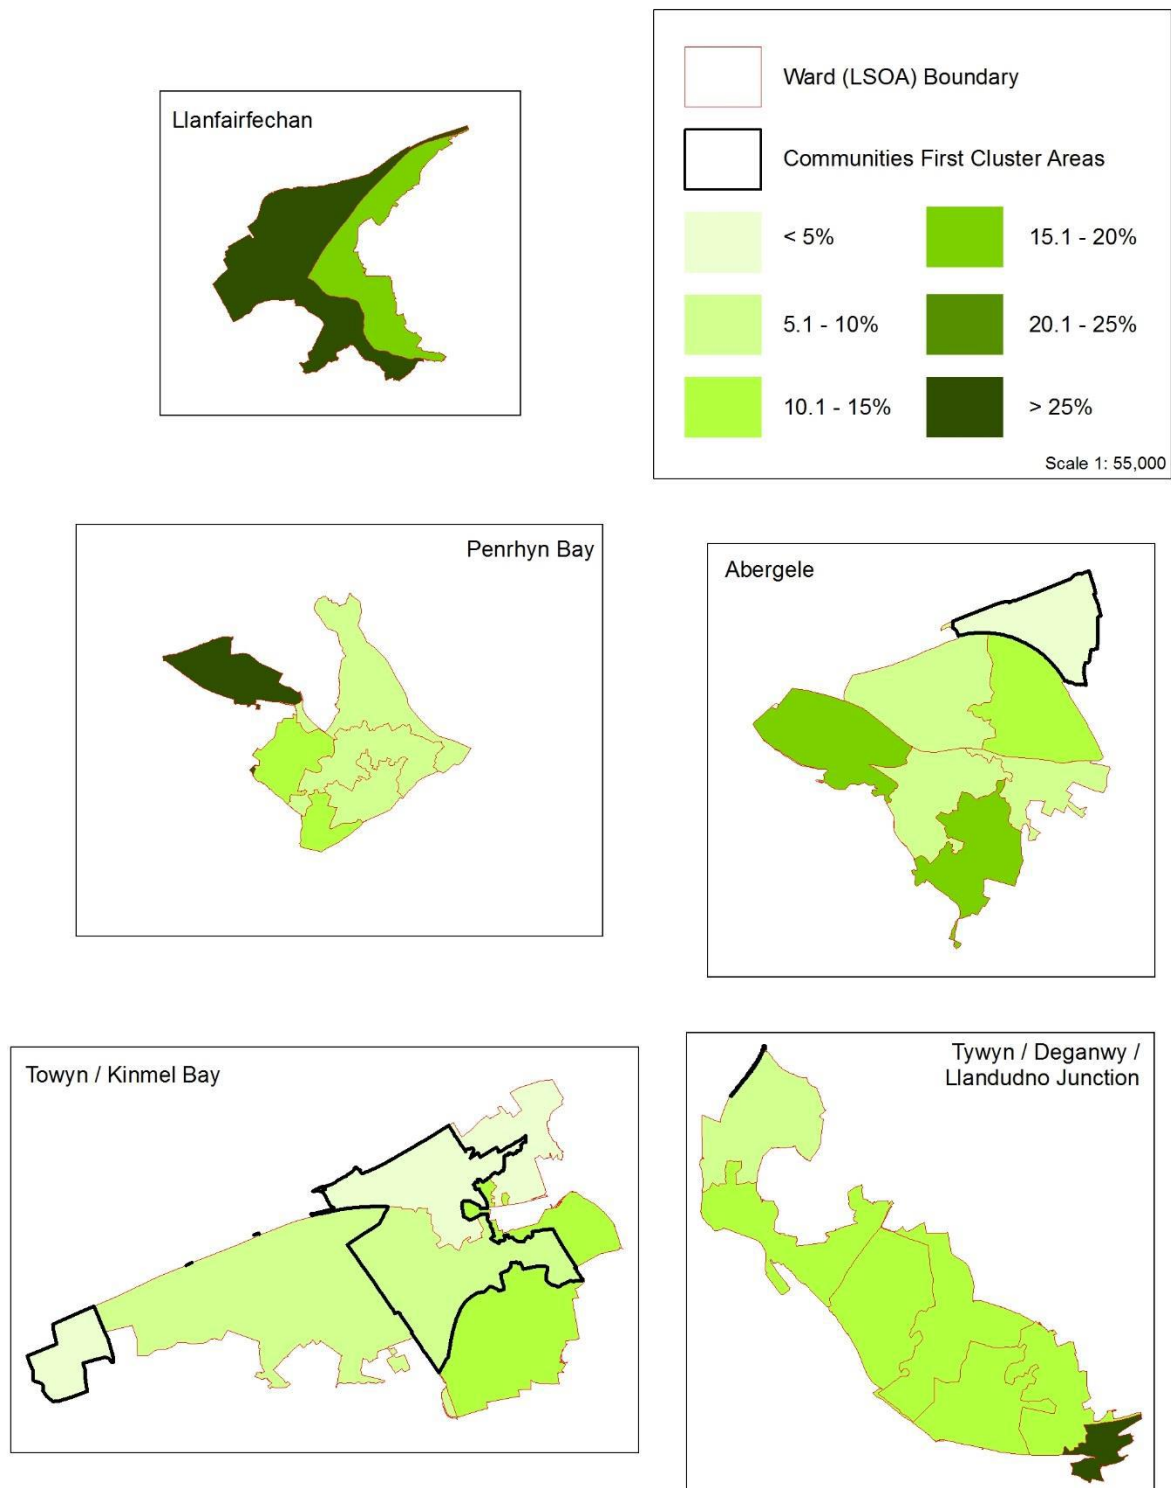 Llanfairfechan
Ward (LSOA) Boundary
Communities First Cluster Areas
< 5%
15.1 - 20%
5.1 - 10%
20.1 - 25%
10.1 - 15%
> 25%
Scale 1: 55,000
Penrhyn Bay
Abergele
Towyn / Kinmel Bay
Tywyn / Deganwy /
Llandudno Junction